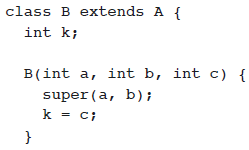 class B extends A {
  int k;

  B(int a, int b, int c) {
    super(a, b);
    k = c;
  }